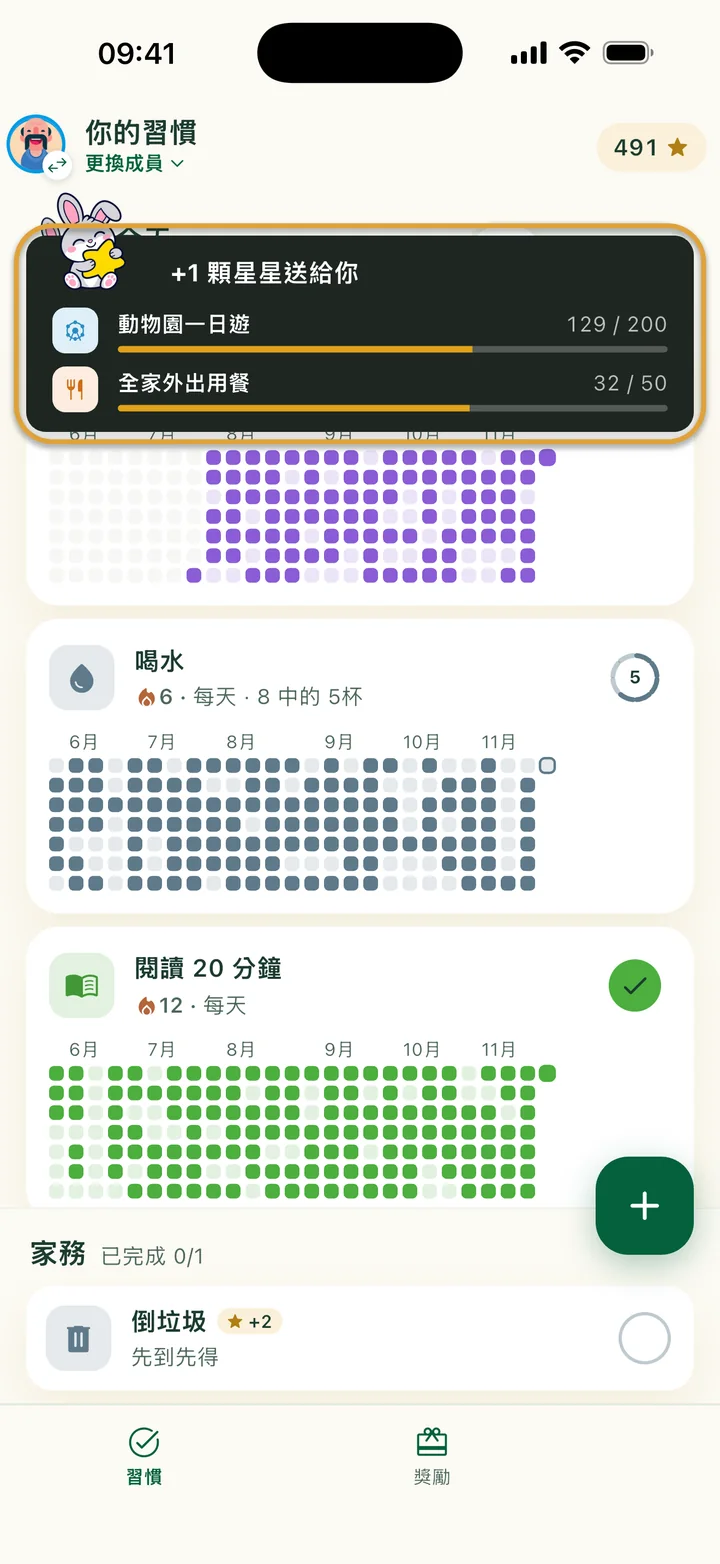 09:41
你的習慣
更換成員
491
今天
+1 顆星星送給你
動物園一日遊
129 / 200
全家外出用餐
32 / 50
6月 7月 8月 9月 10月 11月
喝水
6 · 每天 · 8 中的 5杯
5
6月 7月 8月 9月 10月 11月
閱讀 20 分鐘
12 · 每天
6月 7月 8月 9月 10月 11月
家務 已完成 0/1
倒垃圾 +2
先到先得
習慣
獎勵